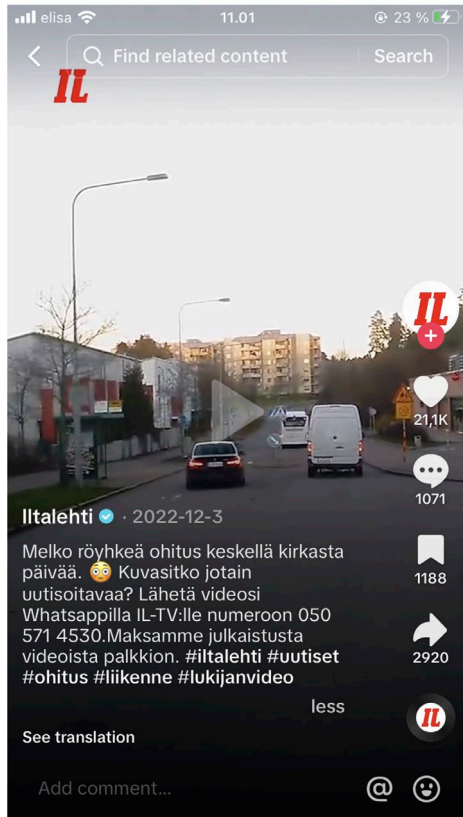 elisa
11.01
23 %
Find related content
Search
IL
IL
21,1K
1071
1188
2920
Iltalehti · 2022-12-3
Melko röyhkeä ohitus keskellä kirkasta
päivää. 😳 Kuvasitko jotain
uutisoitavaa? Lähetä videosi
Whatsappilla IL-TV:lle numeroon 050
571 4530.Maksamme julkaistusta
videoista palkkion. #iltalehti #uutiset
#ohitus #liikenne #lukijanvideo
less
IL
See translation
Add comment...
@